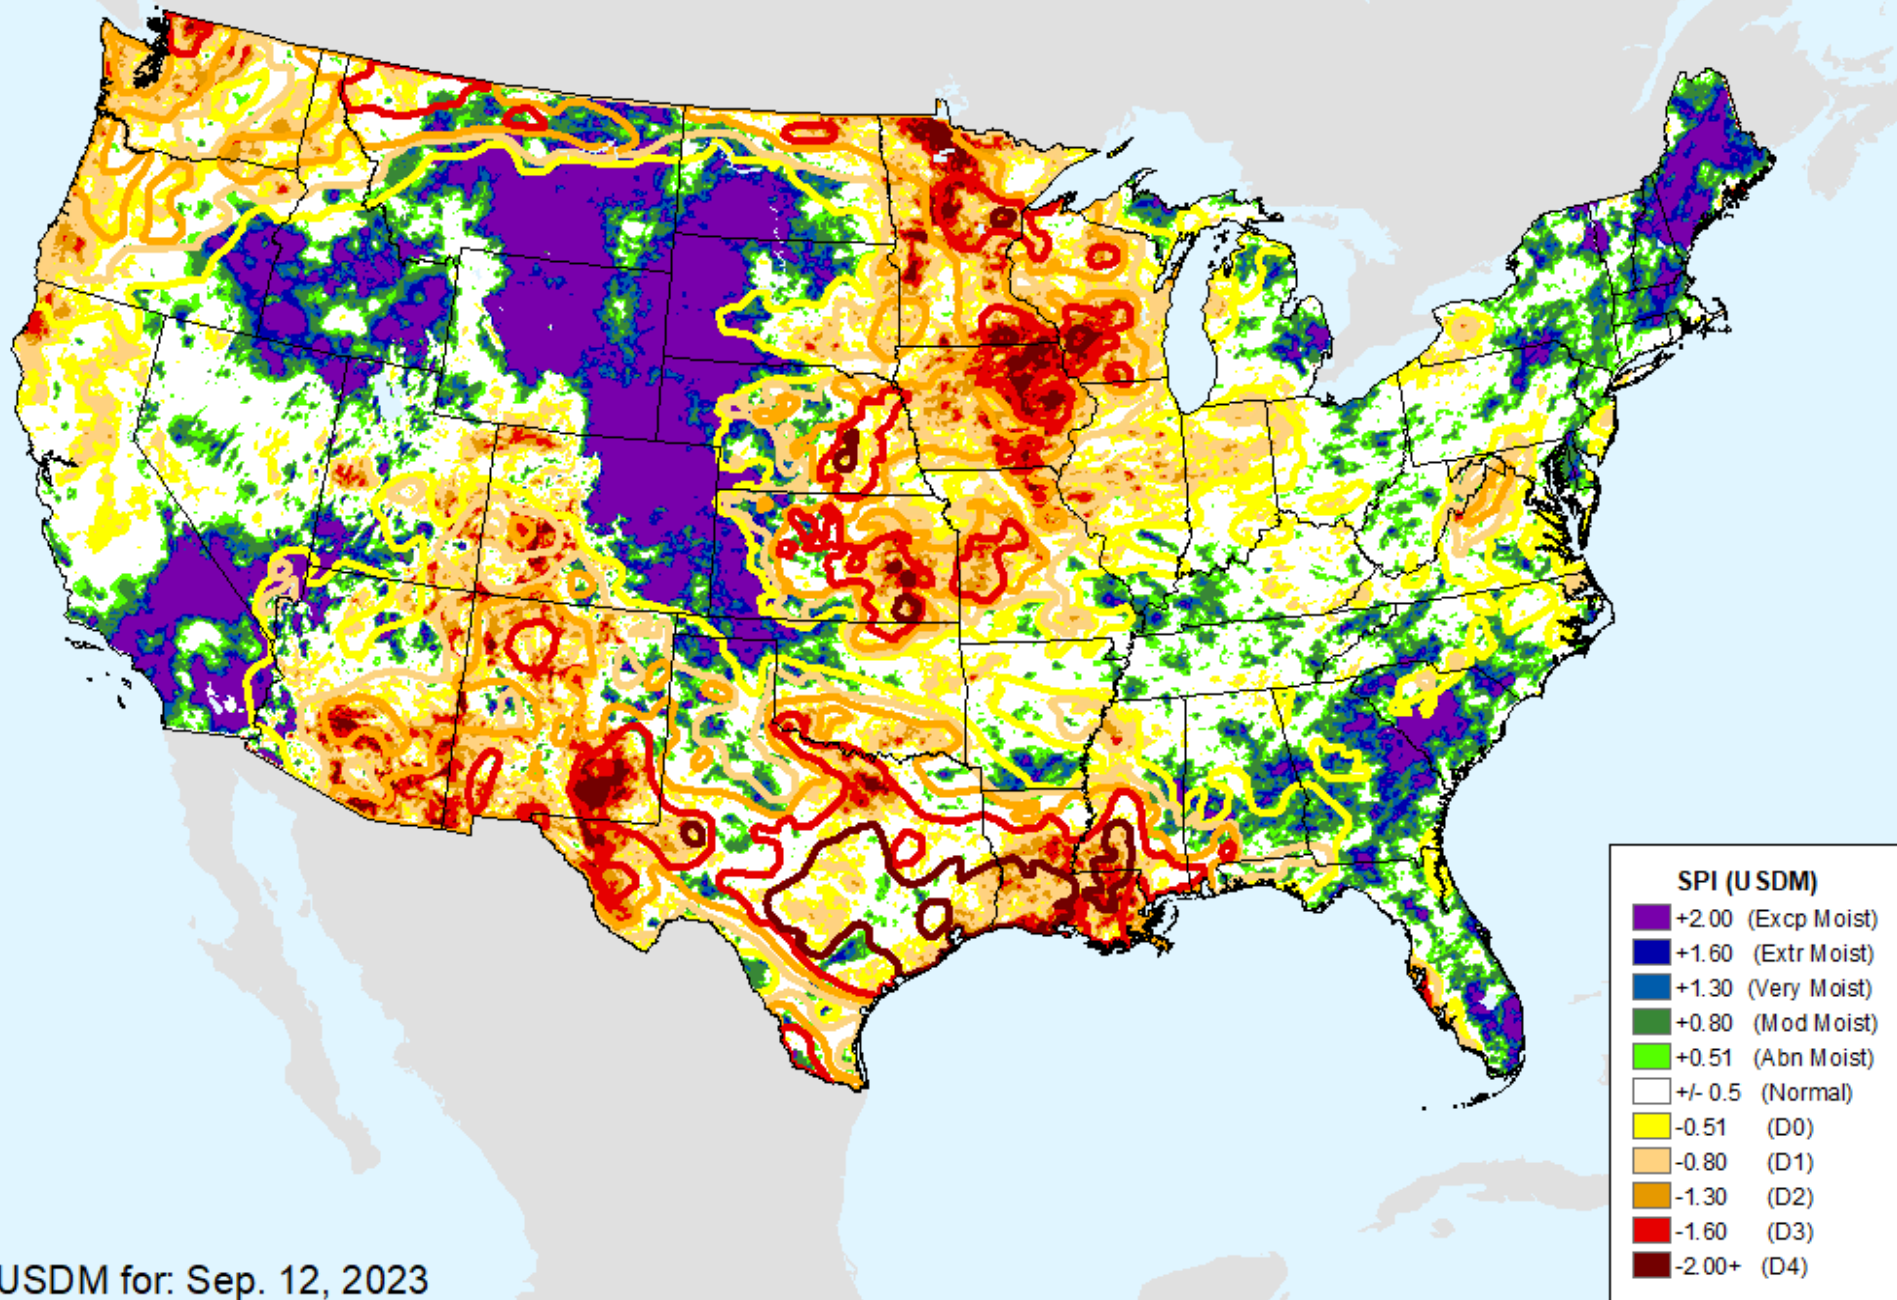 SPI (USDM)
+2.00 (Excp Moist)
+1.60 (Extr Moist)
+1.30 (Very Moist)
+0.80 (Mod Moist)
+0.51 (Abn Moist)
+/- 0.5 (Normal)
-0.51 (D0)
-0.80 (D1)
-1.30 (D2)
-1.60 (D3)
-2.00+ (D4)
USDM for: Sep. 12, 2023